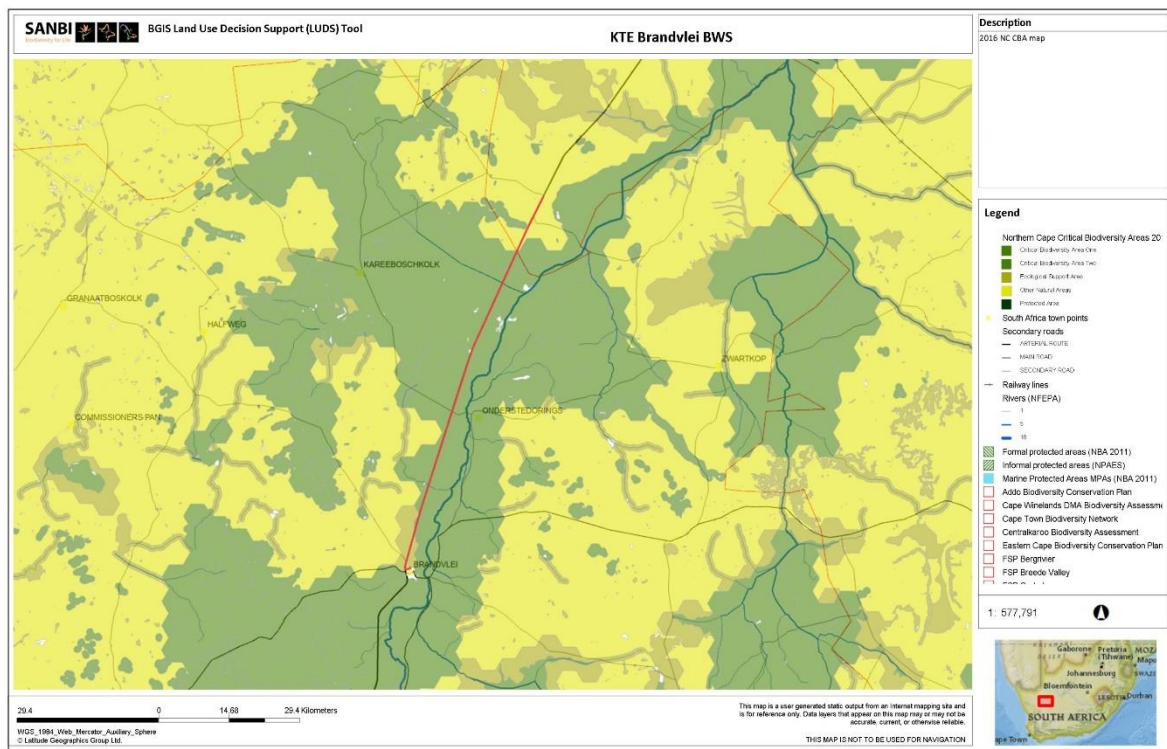 SANBI
Biodiversity for Life
BGIS Land Use Decision Support (LUDS) Tool
KTE Brandvlei BWS
Description
2016 NC CBA map
KAREEBOSCHKOLK
GRANAATBOSKOLK
HALFWEG
ZWARTKOP
COMMISSIONERS PAN
ONDERSTEDORINGS
BRANDVLEI
Legend
Northern Cape Critical Biodiversity Areas 20
Critical Biodiversity Area One
Critical Biodiversity Area Two
Ecological Support Area
Other Natural Areas
Protected Area
South Africa town points
Secondary roads
ARTERIAL ROUTE
MAIN ROAD
SECONDARY ROAD
Railway lines
Rivers (NFEPA)
1
5
Formal protected areas (NBA 2011)
Informal protected areas (NPAES)
Marine Protected Areas MPAs (NBA 2011)
Addo Biodiversity Conservation Plan
Cape Winelands DMA Biodiversity Assessme
Cape Town Biodiversity Network
Centralkaroo Biodiversity Assessment
Eastern Cape Biodiversity Conservation Plan
FSP Bergrivier
FSP Breede Valley
1: 577,791
Gaborone Pretoria MOZA
(Tshwane) Mapu
Johannesburg SWAZI
Bloemfontein
LESOTHO Durban
SOUTH AFRICA
ape Town
29.4 0 14.68 29.4 Kilometers
WGS_1984_Web_Mercator_Auxiliary_Sphere
© Latitude Geographics Group Ltd.
This map is a user generated static output from an Internet mapping site and
is for reference only. Data layers that appear on this map may or may not be
accurate, current, or otherwise reliable.
THIS MAP IS NOT TO BE USED FOR NAVIGATION